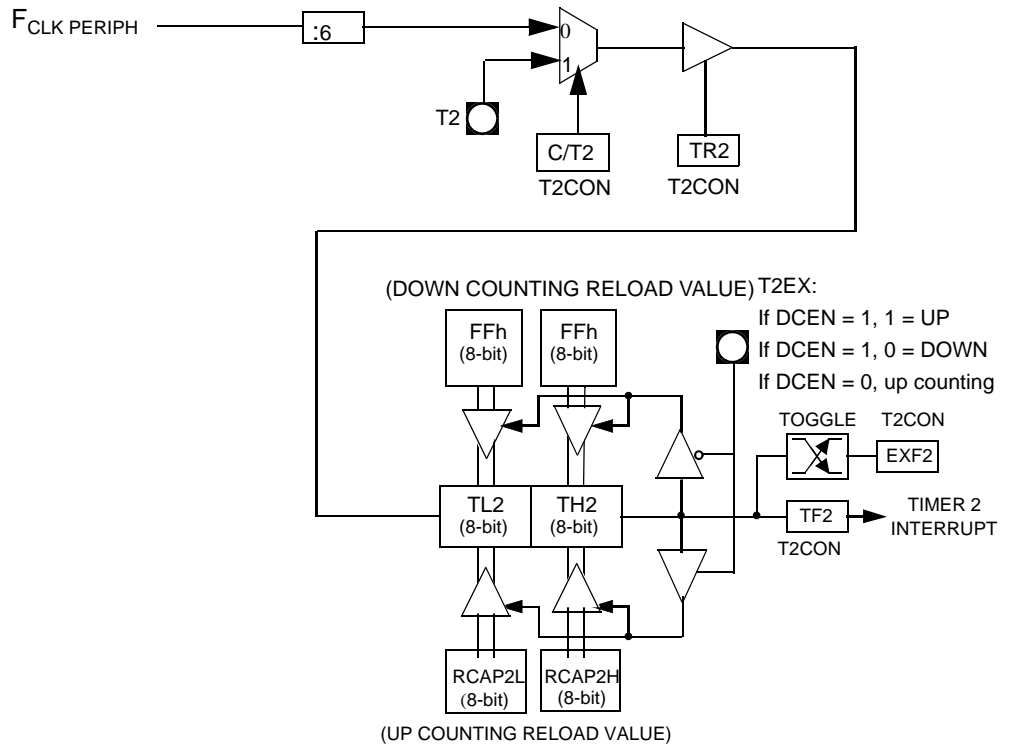 FCLK PERIPH
:6
0
1
T2
C/T2
TR2
T2CON
T2CON
(DOWN COUNTING RELOAD VALUE)
T2EX:
If DCEN = 1, 1 = UP
If DCEN = 1, 0 = DOWN
If DCEN = 0, up counting
FFh
(8-bit)
FFh
(8-bit)
TOGGLE
T2CON
EXF2
TL2
(8-bit)
TH2
(8-bit)
TF2
T2CON
TIMER 2
INTERRUPT
RCAP2L
(8-bit)
RCAP2H
(8-bit)
(UP COUNTING RELOAD VALUE)